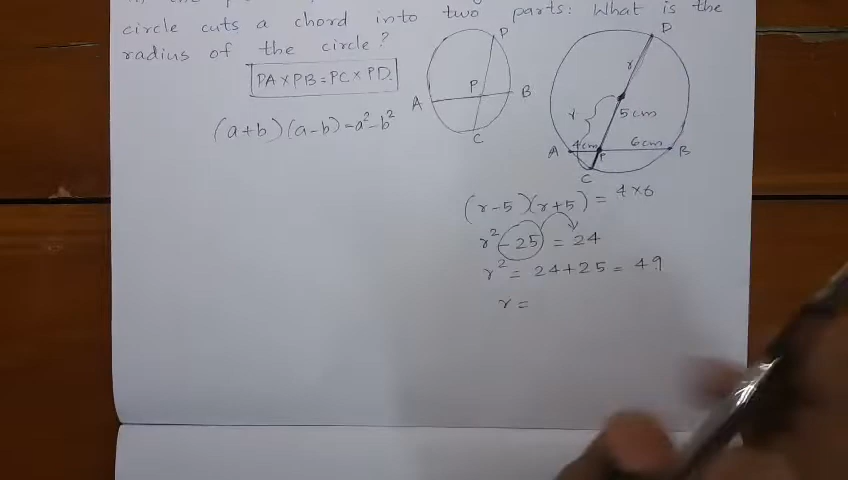 circle cuts a chord into two parts: What is the
radius of the circle?
PA×PB=PC×PD.
(a+b)(a-b)=a²-b²
D
P
A
B
C
D
r
r
5cm
4cm
6cm
A
P
B
C
(r-5)(r+5) = 4×6
r² - 25 = 24
r² = 24+25 = 49
r =